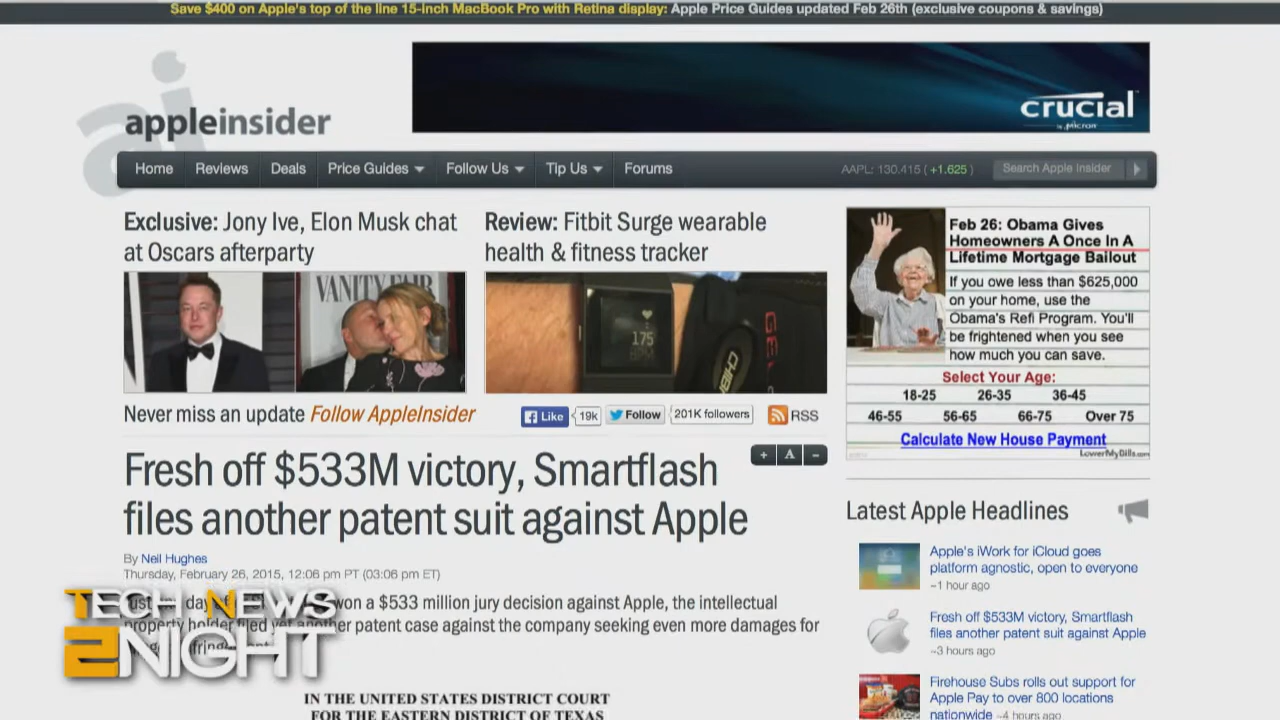 Save $400 on Apple's top of the line 15-inch MacBook Pro with Retina display: Apple Price Guides updated Feb 26th (exclusive coupons & savings)
ai
appleinsider
crucial
by micron
Home Reviews Deals Price Guides Follow Us Tip Us Forums
AAPL: 130.415 ( +1.625 ) Search Apple Insider
Exclusive: Jony Ive, Elon Musk chat
at Oscars afterparty
Review: Fitbit Surge wearable
health & fitness tracker
VANITY FAIR
175
BPM
Never miss an update Follow AppleInsider
Like 19k Follow 201K followers RSS
Feb 26: Obama Gives
Homeowners A Once In A
Lifetime Mortgage Bailout
If you owe less than $625,000
on your home, use the
Obama's Refi Program. You'll
be frightened when you see
how much you can save.
Select Your Age:
18-25 26-35 36-45
46-55 56-65 66-75 Over 75
Calculate New House Payment
LowerMyBills.com
+ A -
Fresh off $533M victory, Smartflash
files another patent suit against Apple
By Neil Hughes
Thursday, February 26, 2015, 12:06 pm PT (03:06 pm ET)
won a $533 million jury decision against Apple, the intellectual
property holder filed yet another patent case against the company seeking even more damages for
TECH NEWS
2NIGHT
IN THE UNITED STATES DISTRICT COURT
FOR THE EASTERN DISTRICT OF TEXAS
Latest Apple Headlines
Apple's iWork for iCloud goes
platform agnostic, open to everyone
~1 hour ago
Fresh off $533M victory, Smartflash
files another patent suit against Apple
~3 hours ago
Firehouse Subs rolls out support for
Apple Pay to over 800 locations
nationwide ~4 hours ago